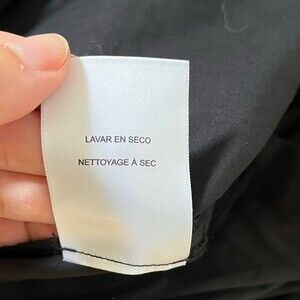 LAVAR EN SECO
NETTOYAGE À SEC